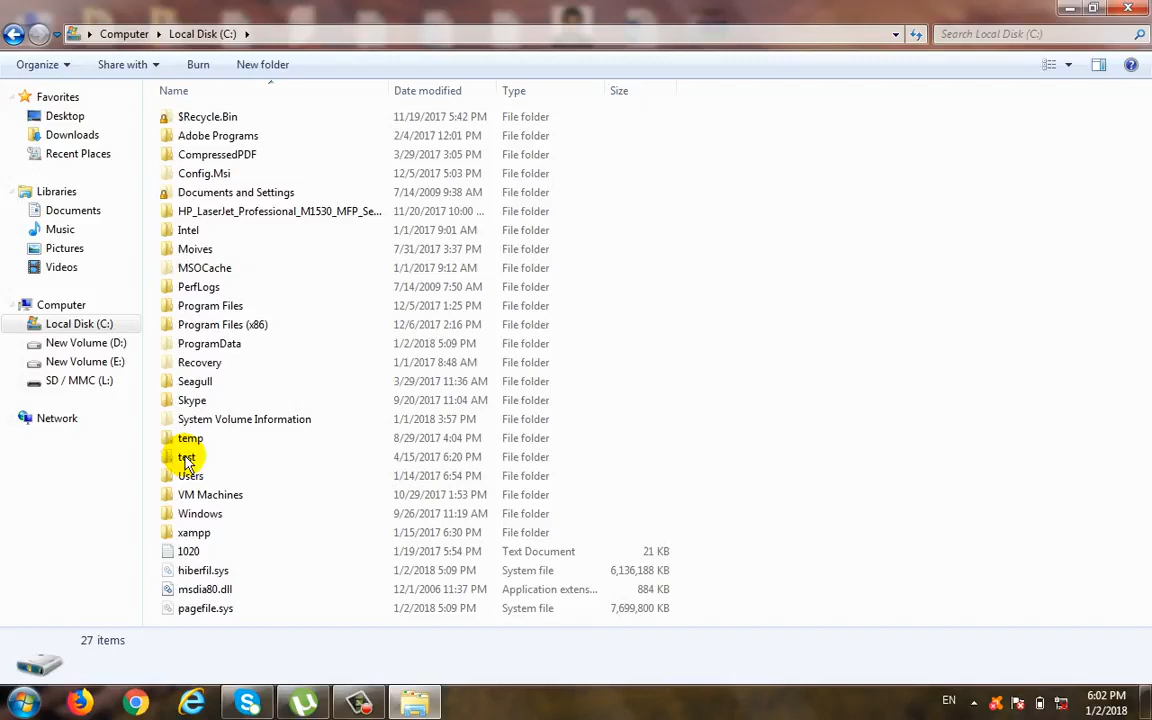 Computer Local Disk (C:) Search Local Disk (C:)
Organize Share with Burn New folder
Name Date modified Type Size
Favorites
Desktop
Downloads
Recent Places
Libraries
Documents
Music
Pictures
Videos
Computer
Local Disk (C:)
New Volume (D:)
New Volume (E:)
SD / MMC (L:)
Network
$Recycle.Bin 11/19/2017 5:42 PM File folder
Adobe Programs 2/4/2017 12:01 PM File folder
CompressedPDF 3/29/2017 3:05 PM File folder
Config.Msi 12/5/2017 5:03 PM File folder
Documents and Settings 7/14/2009 9:38 AM File folder
HP_LaserJet_Professional_M1530_MFP_Se... 11/20/2017 10:00 ... File folder
Intel 1/1/2017 9:01 AM File folder
Moives 7/31/2017 3:37 PM File folder
MSOCache 1/1/2017 9:12 AM File folder
PerfLogs 7/14/2009 7:50 AM File folder
Program Files 12/5/2017 1:25 PM File folder
Program Files (x86) 12/6/2017 2:16 PM File folder
ProgramData 1/2/2018 5:09 PM File folder
Recovery 1/1/2017 8:48 AM File folder
Seagull 3/29/2017 11:36 AM File folder
Skype 9/20/2017 11:04 AM File folder
System Volume Information 1/1/2018 3:57 PM File folder
temp 8/29/2017 4:04 PM File folder
test 4/15/2017 6:20 PM File folder
Users 1/14/2017 6:54 PM File folder
VM Machines 10/29/2017 1:53 PM File folder
Windows 9/26/2017 11:19 AM File folder
xampp 1/15/2017 6:30 PM File folder
1020 1/19/2017 5:54 PM Text Document 21 KB
hiberfil.sys 1/2/2018 5:09 PM System file 6,136,188 KB
msdia80.dll 12/1/2006 11:37 PM Application extens... 884 KB
pagefile.sys 1/2/2018 5:09 PM System file 7,699,800 KB
27 items
EN 6:02 PM
1/2/2018